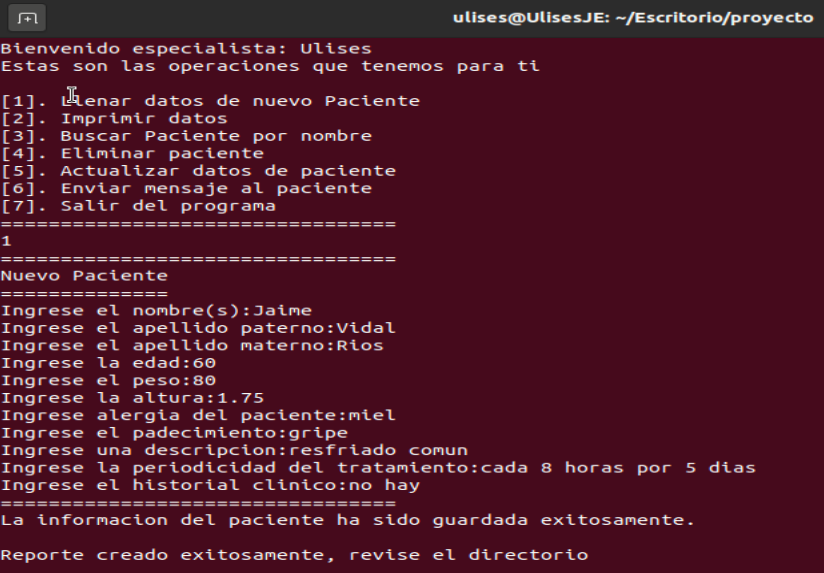 ulises@UlisesJE: ~/Escritorio/proyecto
Bienvenido especialista: Ulises
Estas son las operaciones que tenemos para ti
[1]. Llenar datos de nuevo Paciente
[2]. Imprimir datos
[3]. Buscar Paciente por nombre
[4]. Eliminar paciente
[5]. Actualizar datos de paciente
[6]. Enviar mensaje al paciente
[7]. Salir del programa
=================================
1
=================================
Nuevo Paciente
==============
Ingrese el nombre(s):Jaime
Ingrese el apellido paterno:Vidal
Ingrese el apellido materno:Rios
Ingrese la edad:60
Ingrese el peso:80
Ingrese la altura:1.75
Ingrese alergia del paciente:miel
Ingrese el padecimiento:gripe
Ingrese una descripcion:resfriado comun
Ingrese la periodicidad del tratamiento:cada 8 horas por 5 dias
Ingrese el historial clinico:no hay
=================================
La informacion del paciente ha sido guardada exitosamente.
Reporte creado exitosamente, revise el directorio